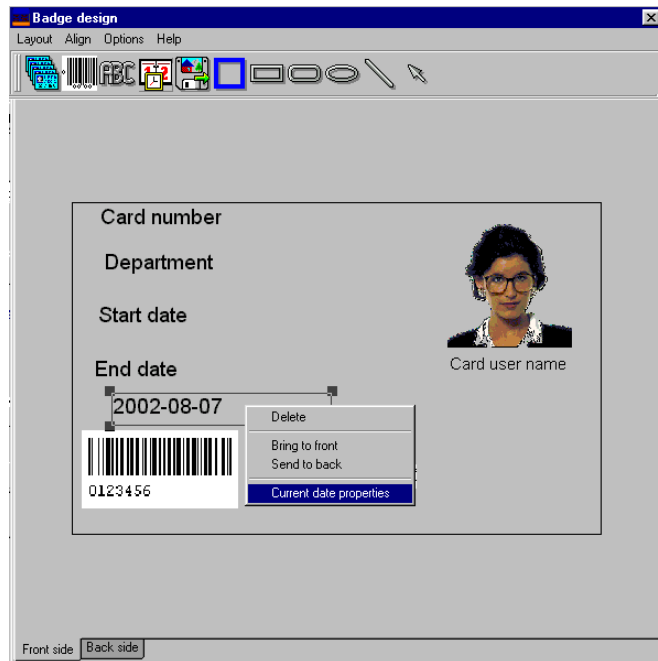 Badge design
Layout Align Options Help
ABC
Card number
Department
Start date
End date
Card user name
2002-08-07
Delete
Bring to front
Send to back
Current date properties
0123456
Front side Back side